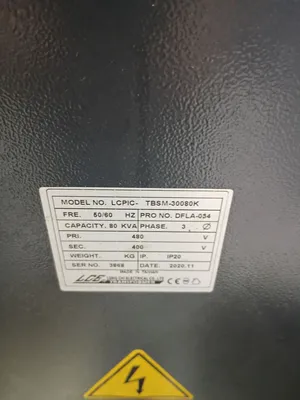 MODEL NO. LCPIC- TBSM-30080K
FRE. 50/60 HZ PRO NO. DFLA-054
CAPACITY. 80 KVA PHASE. 3 . Ø
PRI. 480 V
SEC. 400 V
WEIGHT. KG IP. IP20
SER NO. 3868 DATE. 2020.11
MADE IN TAIWAN
LCE